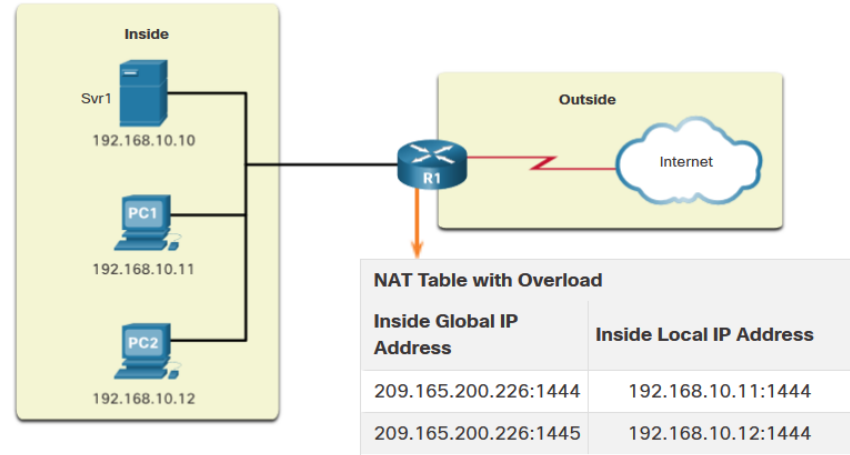 Inside
Svr1
192.168.10.10
PC1
192.168.10.11
PC2
192.168.10.12
Outside
Internet
R1
NAT Table with Overload
Inside Global IP
Address
Inside Local IP Address
209.165.200.226:1444 192.168.10.11:1444
209.165.200.226:1445 192.168.10.12:1444